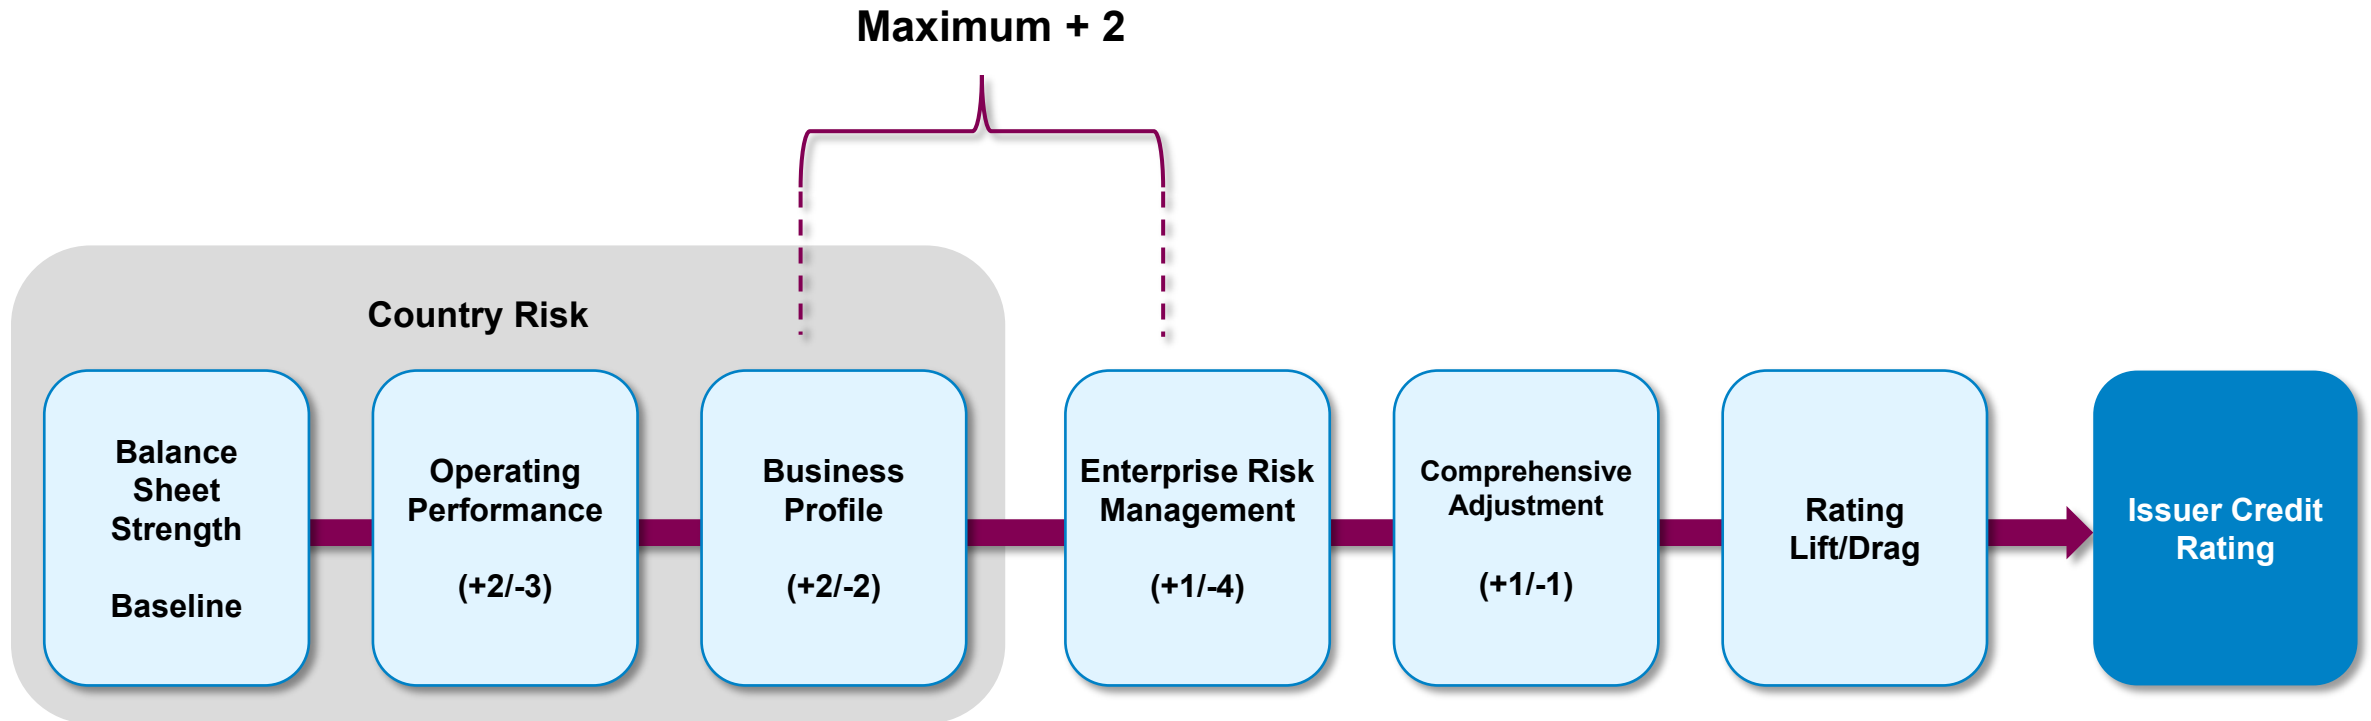 Maximum + 2
Country Risk
Balance
Sheet
Strength
Baseline
Operating
Performance
(+2/-3)
Business
Profile
(+2/-2)
Enterprise Risk
Management
(+1/-4)
Comprehensive
Adjustment
(+1/-1)
Rating
Lift/Drag
Issuer Credit
Rating